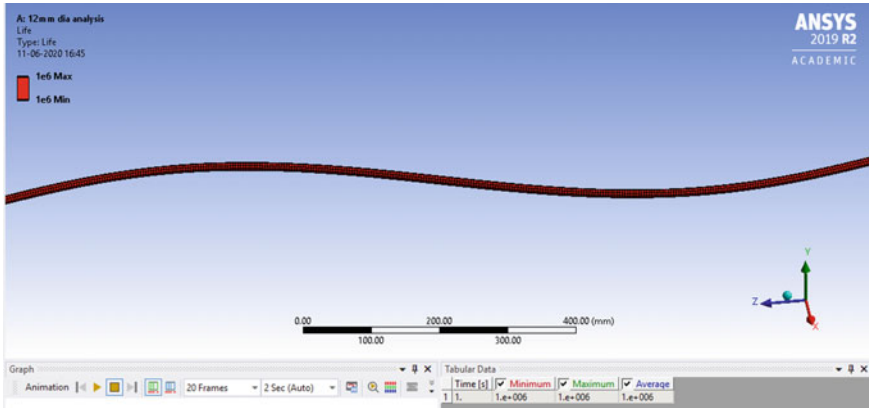 A: 12mm dia analysis
Life
Type: Life
11-06-2020 16:45
1e6 Max
1e6 Min
ANSYS
2019 R2
ACADEMIC
Y
Z
X
0.00 200.00 400.00 (mm)
100.00 300.00
Graph
Animation 20 Frames 2 Sec (Auto)
Tabular Data
Time [s] Minimum Maximum Average
1 1. 1.e+006 1.e+006 1.e+006